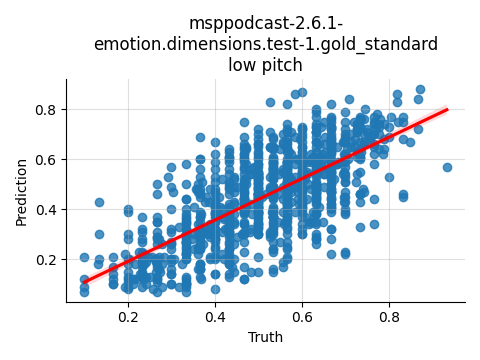 msppodcast-2.6.1-
emotion.dimensions.test-1.gold_standard
low pitch
Prediction
0.8
0.6
0.4
0.2
0.2 0.4 0.6 0.8
Truth